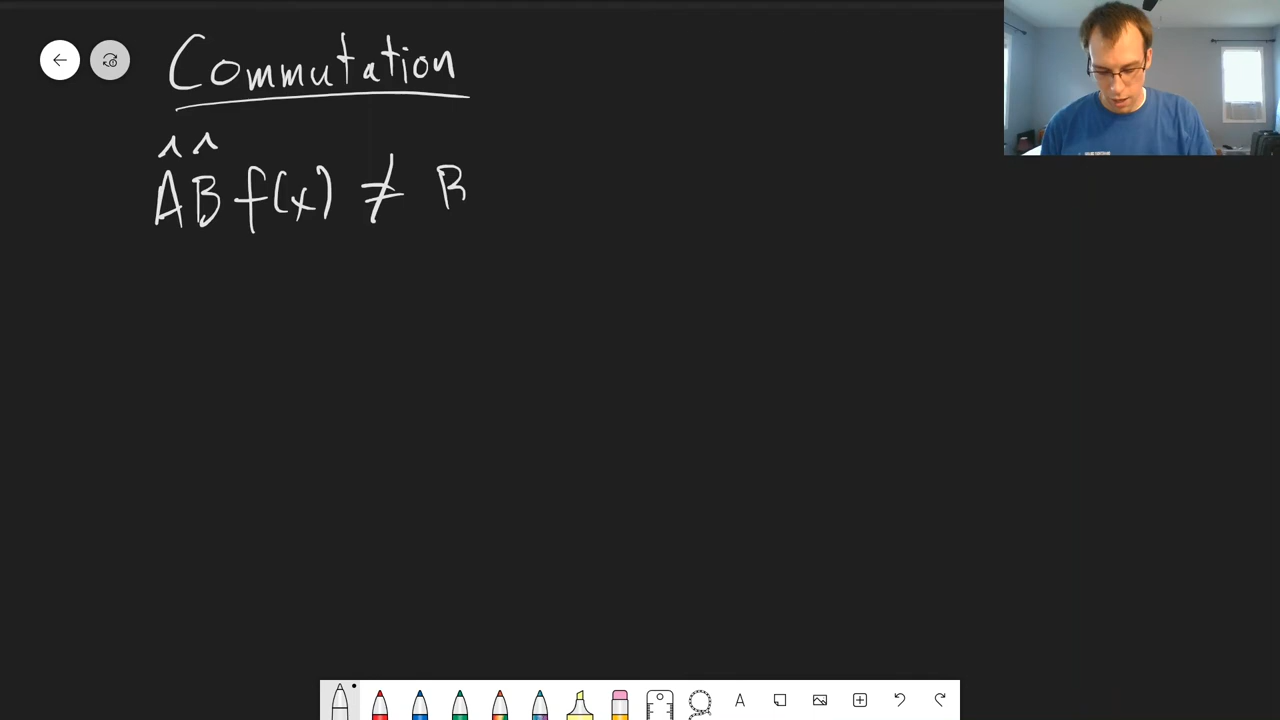 Commutation
ÂB̂ f(x) ≠ B
A